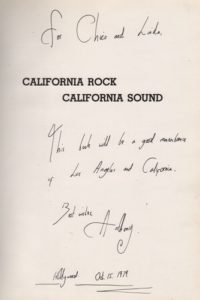 For Chris and Linda,
CALIFORNIA ROCK
CALIFORNIA SOUND
This book will be a good remembrance
of Los Angeles and California.
Best wishes
Anthony
Hollywood Oct. 15, 1979